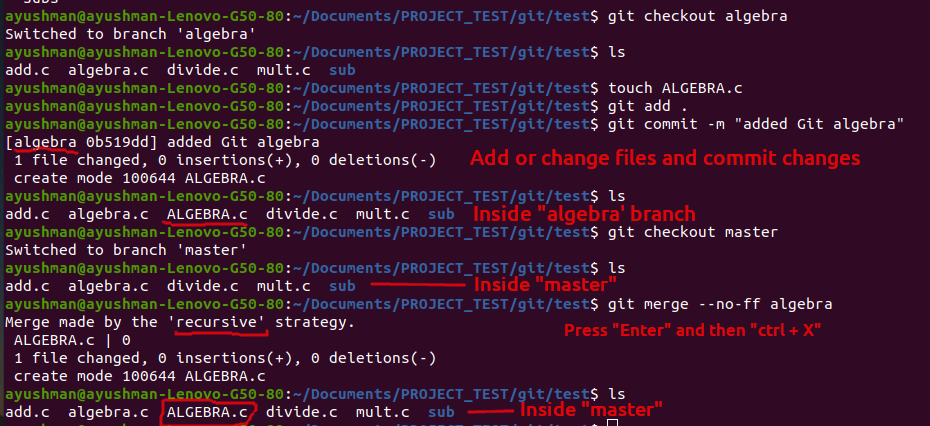 subs
ayushman@ayushman-Lenovo-G50-80:~/Documents/PROJECT_TEST/git/test$ git checkout algebra
Switched to branch 'algebra'
ayushman@ayushman-Lenovo-G50-80:~/Documents/PROJECT_TEST/git/test$ ls
add.c  algebra.c  divide.c  mult.c  sub
ayushman@ayushman-Lenovo-G50-80:~/Documents/PROJECT_TEST/git/test$ touch ALGEBRA.c
ayushman@ayushman-Lenovo-G50-80:~/Documents/PROJECT_TEST/git/test$ git add .
ayushman@ayushman-Lenovo-G50-80:~/Documents/PROJECT_TEST/git/test$ git commit -m "added Git algebra"
[algebra 0b519dd] added Git algebra
1 file changed, 0 insertions(+), 0 deletions(-) Add or change files and commit changes
create mode 100644 ALGEBRA.c
ayushman@ayushman-Lenovo-G50-80:~/Documents/PROJECT_TEST/git/test$ ls
add.c  algebra.c  ALGEBRA.c  divide.c  mult.c  sub Inside "algebra' branch
ayushman@ayushman-Lenovo-G50-80:~/Documents/PROJECT_TEST/git/test$ git checkout master
Switched to branch 'master'
ayushman@ayushman-Lenovo-G50-80:~/Documents/PROJECT_TEST/git/test$ ls
add.c  algebra.c  divide.c  mult.c  sub Inside "master"
ayushman@ayushman-Lenovo-G50-80:~/Documents/PROJECT_TEST/git/test$ git merge --no-ff algebra
Merge made by the 'recursive' strategy. Press "Enter" and then "ctrl + X"
ALGEBRA.c | 0
1 file changed, 0 insertions(+), 0 deletions(-)
create mode 100644 ALGEBRA.c
ayushman@ayushman-Lenovo-G50-80:~/Documents/PROJECT_TEST/git/test$ ls
add.c  algebra.c  ALGEBRA.c  divide.c  mult.c  sub Inside "master"
ayushman@ayushman-Lenovo-G50-80:~/Documents/PROJECT_TEST/git/test$